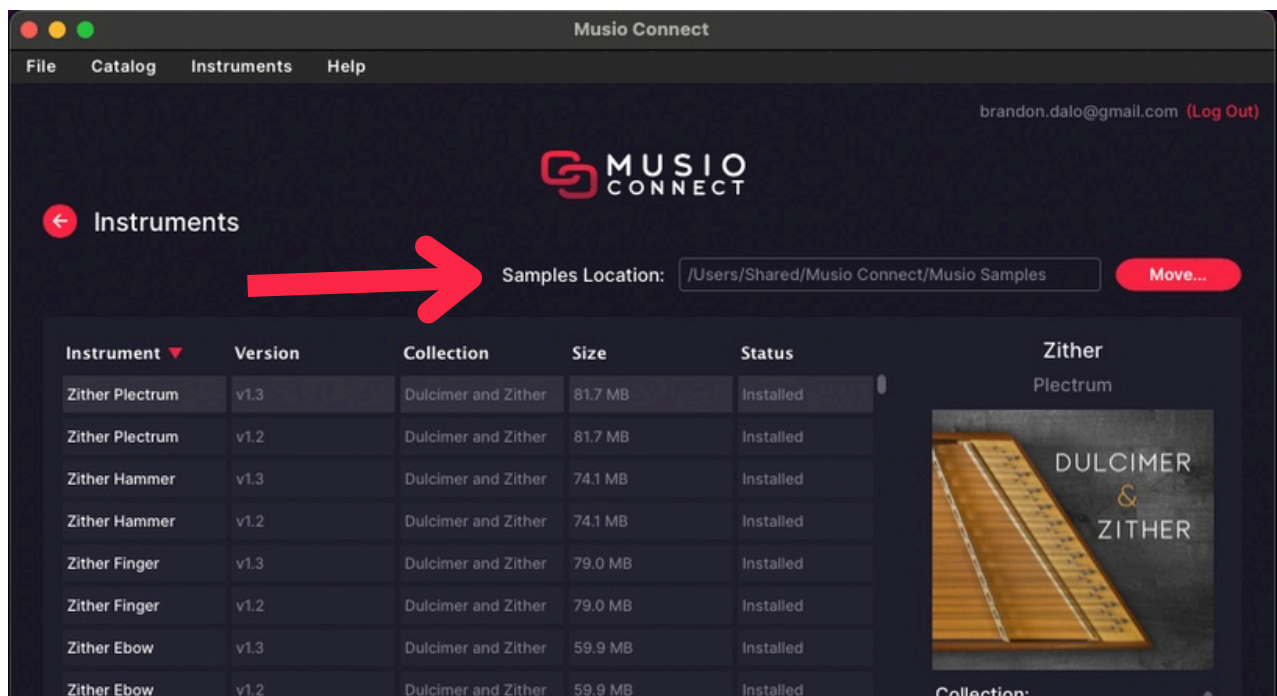 Musio Connect
File Catalog Instruments Help
brandon.dalo@gmail.com (Log Out)
MUSIO
CONNECT
Instruments
Samples Location: /Users/Shared/Musio Connect/Musio Samples Move...
Instrument Version Collection Size Status
Zither Plectrum v1.3 Dulcimer and Zither 81.7 MB Installed
Zither Plectrum v1.2 Dulcimer and Zither 81.7 MB Installed
Zither Hammer v1.3 Dulcimer and Zither 74.1 MB Installed
Zither Hammer v1.2 Dulcimer and Zither 74.1 MB Installed
Zither Finger v1.3 Dulcimer and Zither 79.0 MB Installed
Zither Finger v1.2 Dulcimer and Zither 79.0 MB Installed
Zither Ebow v1.3 Dulcimer and Zither 59.9 MB Installed
Zither Ebow v1.2 Dulcimer and Zither 59.9 MB Installed
Zither
Plectrum
DULCIMER
&
ZITHER
Collection: